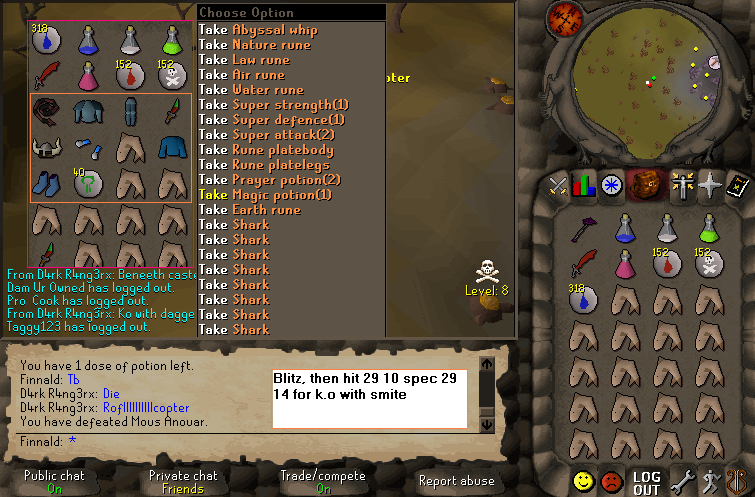 318
152
152
40
Choose Option
Take Abyssal whip
Take Nature rune
Take Law rune
Take Air rune
Take Water rune
Take Super strength(1)
Take Super defence(1)
Take Super attack(2)
Take Rune platebody
Take Rune platelegs
Take Prayer potion(2)
Take Magic potion(1)
Take Earth rune
Take Shark
Take Shark
Take Shark
Take Shark
Take Shark
Take Shark
Take Shark
Take Shark
pter
Level: 8
From D4rk R4ng3rx: Beneeth caste
Dam Ur Owned has logged out.
Pro Cook has logged out.
From D4rk R4ng3rx: Ko with dagge
Taggy123 has logged out.
You have 1 dose of potion left.
Finnald: Tb
D4rk R4ng3rx: Die
D4rk R4ng3rx: Roflllllllllcopter
You have defeated Mous Anouar.
Finnald: *
Blitz, then hit 29 10 spec 29
14 for k.o with smite
152
152
318
Public chat
On
Private chat
Friends
Trade/compete
On
Report abuse
LOG
OUT